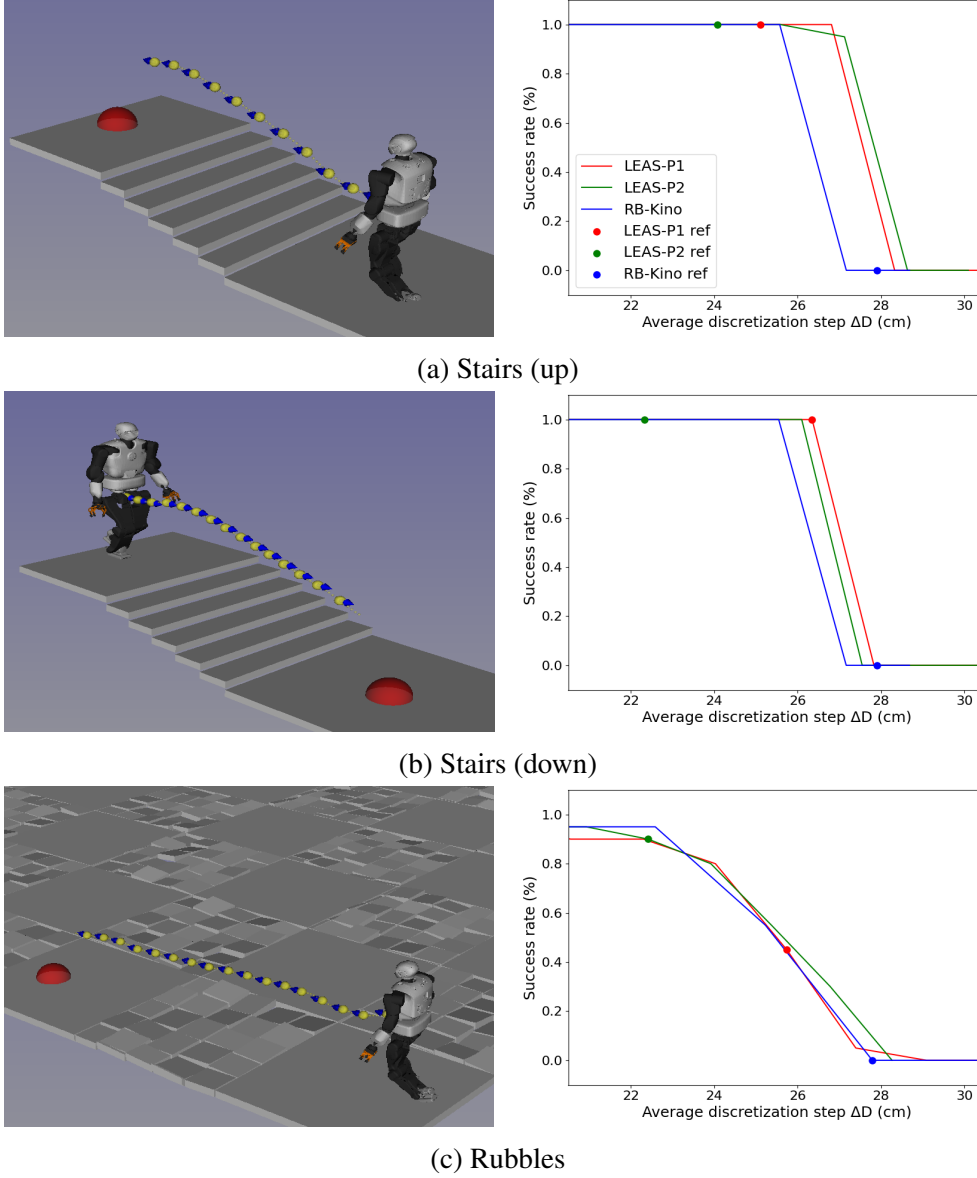 1.0
0.8
0.6
0.4
0.2
0.0
Success rate (%)
LEAS-P1
LEAS-P2
RB-Kino
LEAS-P1 ref
LEAS-P2 ref
RB-Kino ref
22 24 26 28 30
Average discretization step ΔD (cm)
(a) Stairs (up)
1.0
0.8
0.6
0.4
0.2
0.0
Success rate (%)
22 24 26 28 30
Average discretization step ΔD (cm)
(b) Stairs (down)
1.0
0.8
0.6
0.4
0.2
0.0
Success rate (%)
22 24 26 28 30
Average discretization step ΔD (cm)
(c) Rubbles